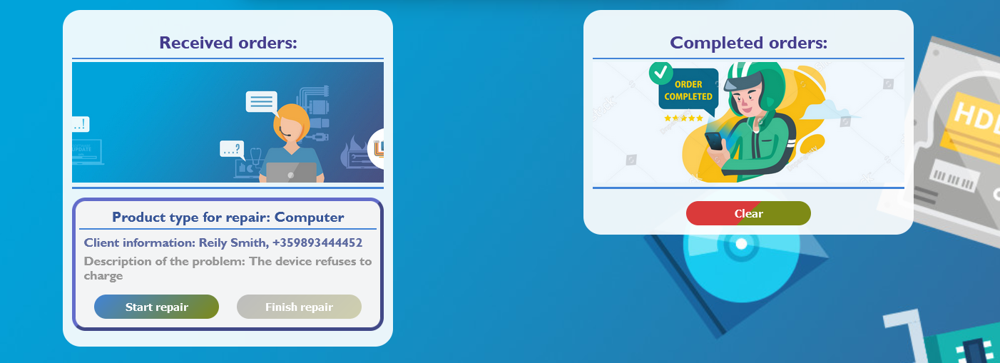 Received orders:
...!
UPDATE
...?
Product type for repair: Computer
Client information: Reily Smith, +359893444452
Description of the problem: The device refuses to
charge
Start repair
Finish repair
Completed orders:
ORDER
COMPLETED
Clear
HDD